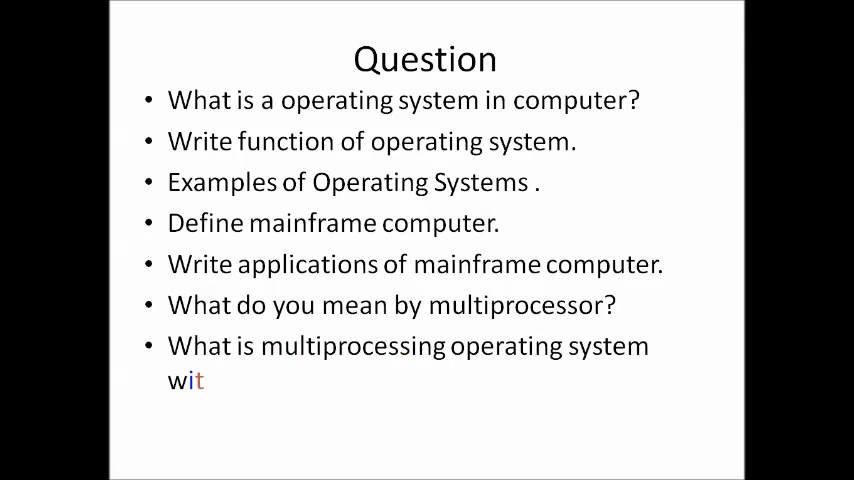 Question
• What is a operating system in computer?
• Write function of operating system.
• Examples of Operating Systems .
• Define mainframe computer.
• Write applications of mainframe computer.
• What do you mean by multiprocessor?
• What is multiprocessing operating system
wit